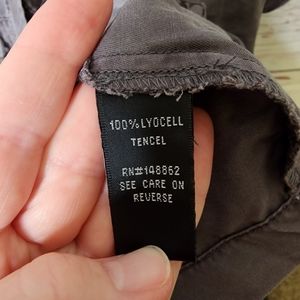 100% LYOCELL
TENCEL
RN#148862
SEE CARE ON
REVERSE